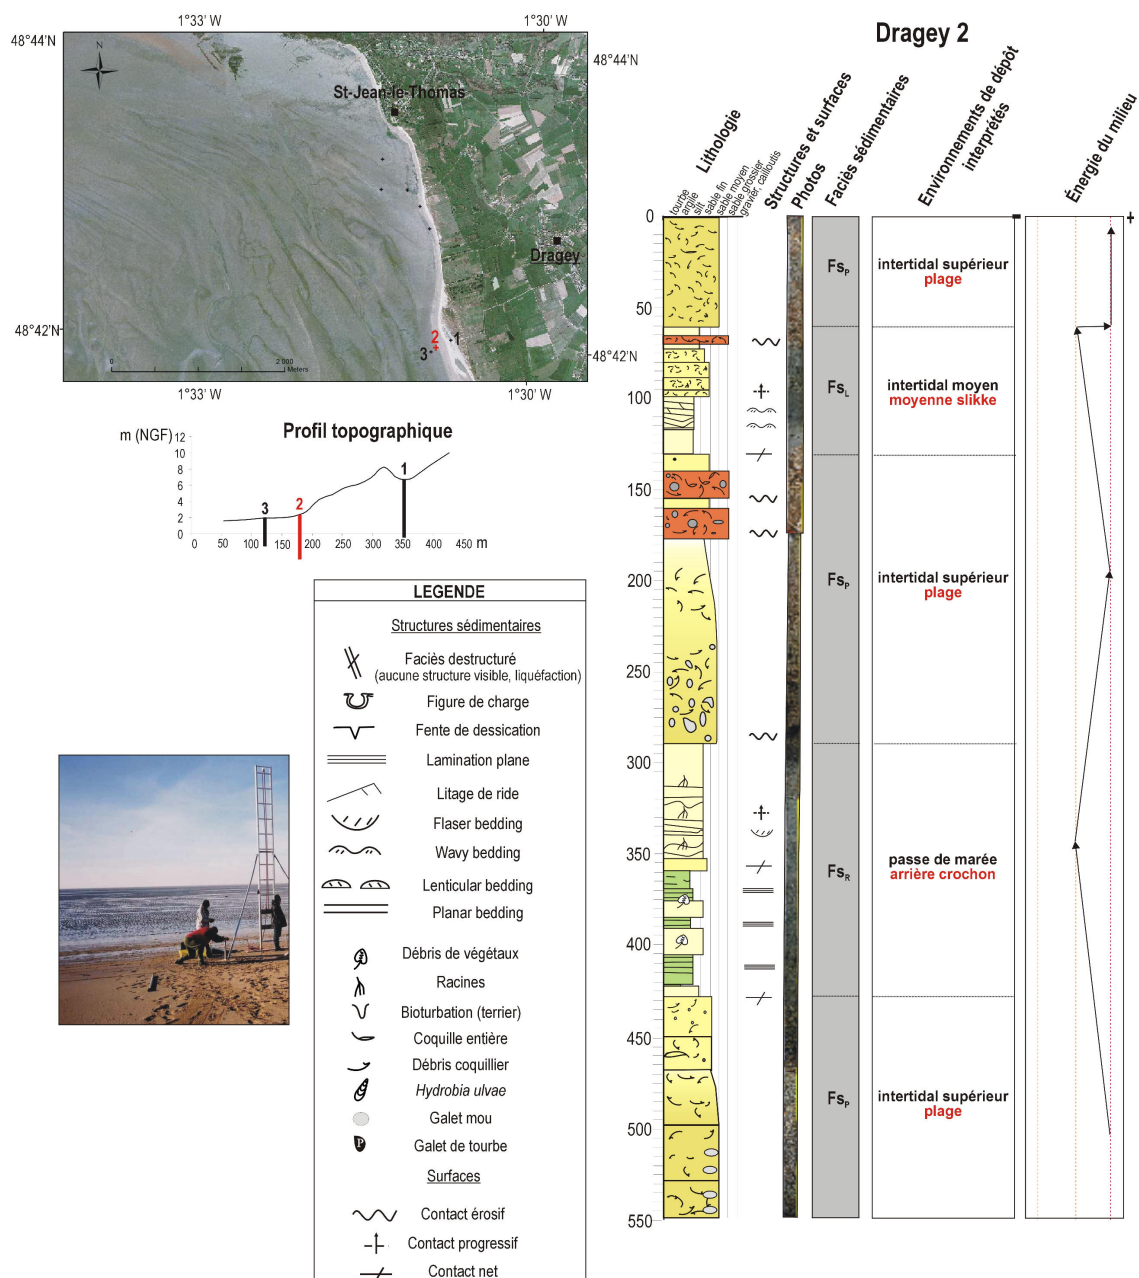 1°33' W
1°30' W
48°44'N
48°44'N
N
St-Jean-le-Thomas
Dragey
48°42'N
48°42'N
1
2
3
0
2 000
Meters
1°33' W
1°30' W
Profil topographique
m (NGF)
12
10
8
6
4
2
0
3
2
1
0 50 100 150 200 250 300 350 400 450 m
LEGENDE
Structures sédimentaires
Faciès destructuré
(aucune structure visible, liquéfaction)
Figure de charge
Fente de dessication
Lamination plane
Litage de ride
Flaser bedding
Wavy bedding
Lenticular bedding
Planar bedding
Débris de végétaux
Racines
Bioturbation (terrier)
Coquille entière
Débris coquillier
Hydrobia ulvae
Galet mou
P Galet de tourbe
Surfaces
Contact érosif
Contact progressif
Contact net
Dragey 2
Lithologie
tourbe
argile
silt
sable fin
sable moyen
sable grossier
gravier, cailloutis
Structures et surfaces
Photos
Faciès sédimentaires
Environnements de dépôt
interprétés
Énergie du milieu
- +
0
50
100
150
200
250
300
350
400
450
500
550
FsP
intertidal supérieur
plage
FsL
intertidal moyen
moyenne slikke
FsP
intertidal supérieur
plage
FsR
passe de marée
arrière crochon
FsP
intertidal supérieur
plage